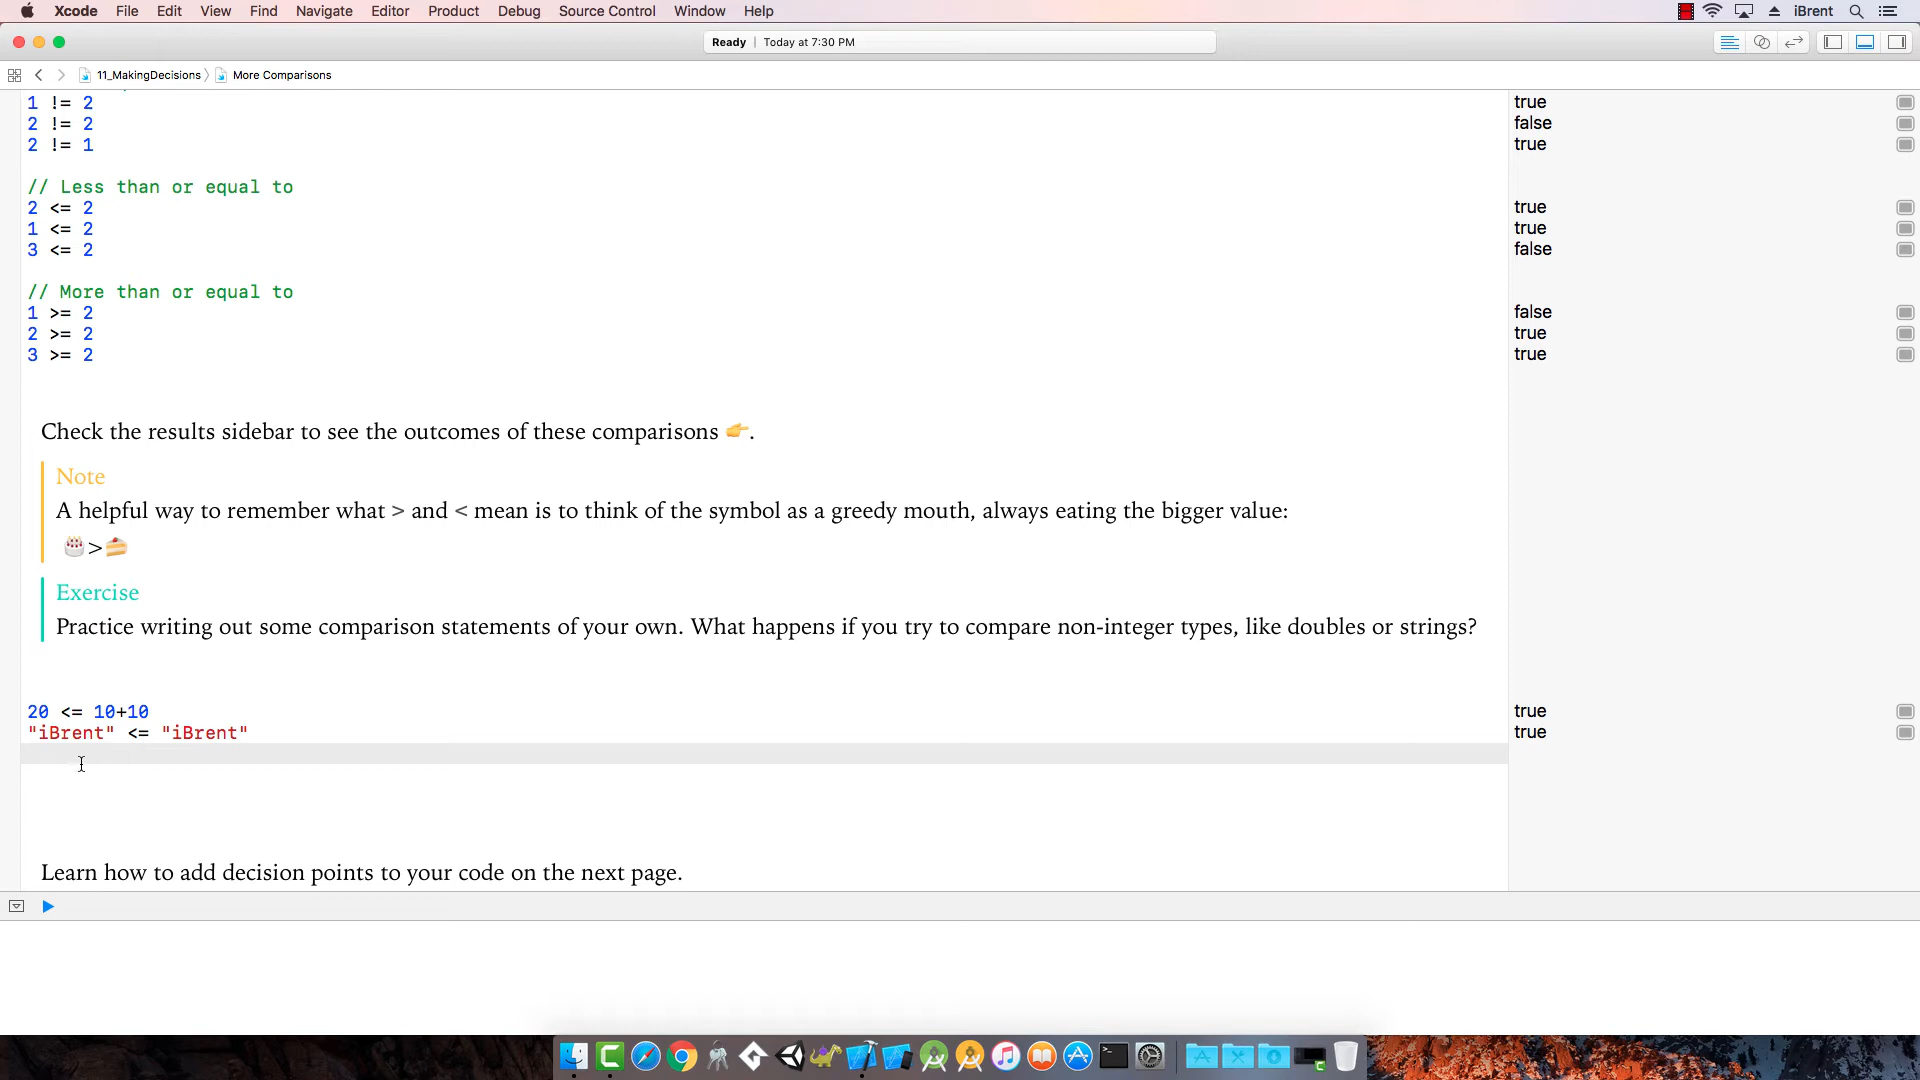 Xcode File Edit View Find Navigate Editor Product Debug Source Control Window Help iBrent
Ready | Today at 7:30 PM
11_MakingDecisions More Comparisons
1 != 2 true
2 != 2 false
2 != 1 true
// Less than or equal to
2 <= 2 true
1 <= 2 true
3 <= 2 false
// More than or equal to
1 >= 2 false
2 >= 2 true
3 >= 2 true
Check the results sidebar to see the outcomes of these comparisons 👉.
Note
A helpful way to remember what > and < mean is to think of the symbol as a greedy mouth, always eating the bigger value:
🎂>🍰
Exercise
Practice writing out some comparison statements of your own. What happens if you try to compare non-integer types, like doubles or strings?
20 <= 10+10 true
"iBrent" <= "iBrent" true
Learn how to add decision points to your code on the next page.